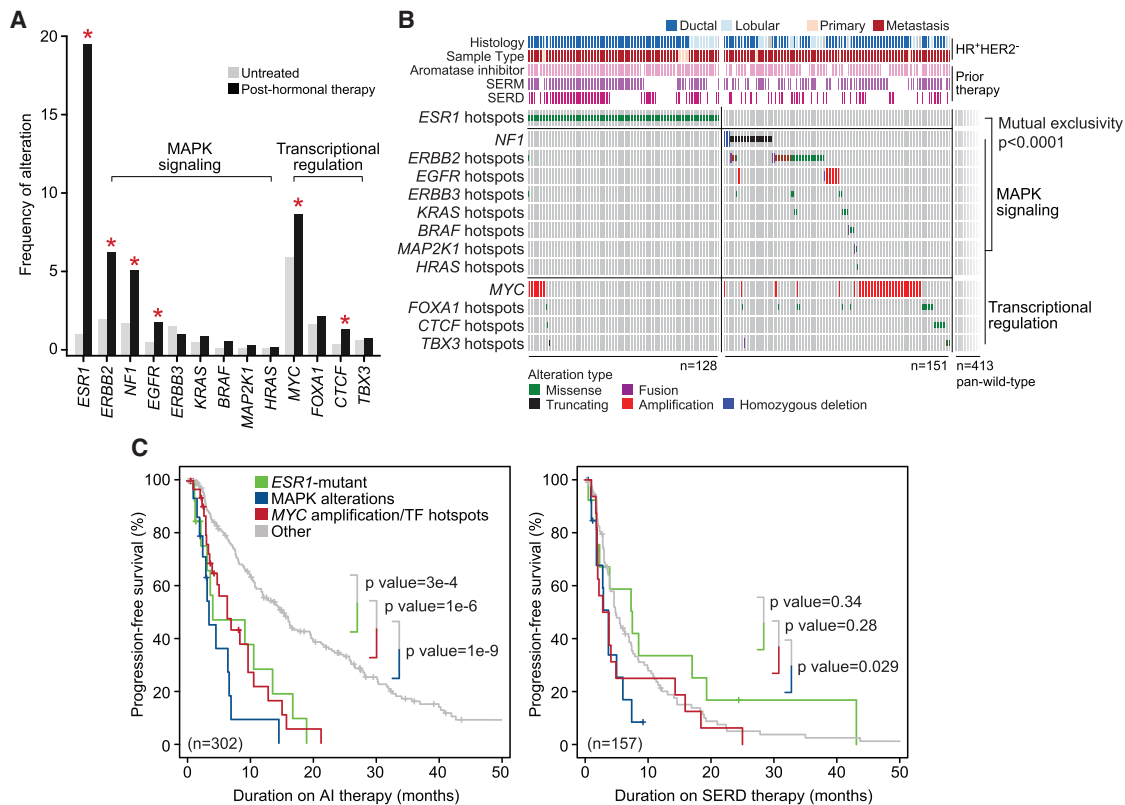 A
Frequency of alteration
20
15
10
5
0
Untreated
Post-hormonal therapy
MAPK
signaling
Transcriptional
regulation
*
*
*
*
*
*
ESR1
ERBB2
NF1
EGFR
ERBB3
KRAS
BRAF
MAP2K1
HRAS
MYC
FOXA1
CTCF
TBX3
B
Ductal Lobular Primary Metastasis
Histology
Sample Type
HR+HER2-
Aromatase inhibitor
SERM
SERD
Prior
therapy
ESR1 hotspots
NF1
ERBB2 hotspots
EGFR hotspots
ERBB3 hotspots
KRAS hotspots
BRAF hotspots
MAP2K1 hotspots
HRAS hotspots
Mutual exclusivity
p<0.0001
MAPK
signaling
MYC
FOXA1 hotspots
CTCF hotspots
TBX3 hotspots
Transcriptional
regulation
n=128
n=151
n=413
pan-wild-type
Alteration type
Missense Fusion
Truncating Amplification Homozygous deletion
C
Progression-free survival (%)
100
80
60
40
20
0
ESR1-mutant
MAPK alterations
MYC amplification/TF hotspots
Other
p value=3e-4
p value=1e-6
p value=1e-9
(n=302)
0 10 20 30 40 50
Duration on AI therapy (months)
Progression-free survival (%)
100
80
60
40
20
0
p value=0.34
p value=0.28
p value=0.029
(n=157)
0 10 20 30 40 50
Duration on SERD therapy (months)